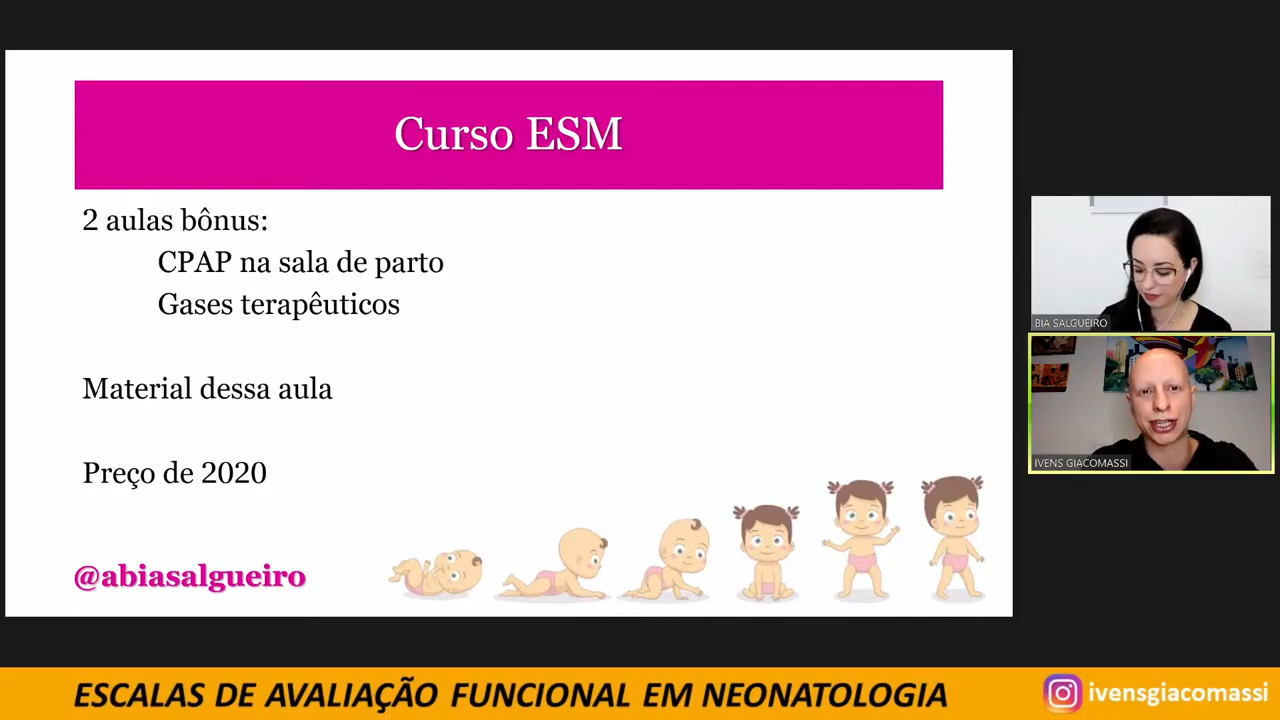 Curso ESM
2 aulas bônus:
CPAP na sala de parto
Gases terapêuticos
Material dessa aula
Preço de 2020
@abiasalgueiro
BIA SALGUEIRO
IVENS GIACOMASSI
ESCALAS DE AVALIAÇÃO FUNCIONAL EM NEONATOLOGIA
ivensgiacomassi